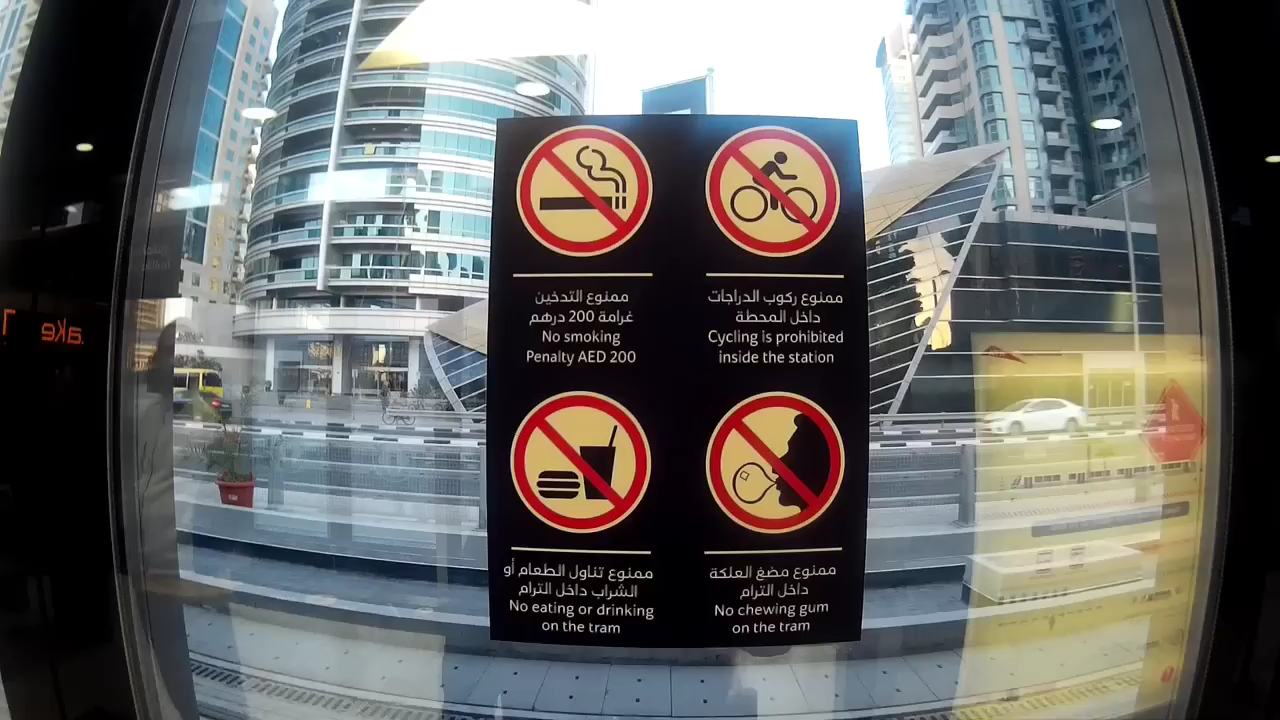 ممنوع التدخين
غرامة 200 درهم
No smoking
Penalty AED 200
ممنوع ركوب الدراجات
داخل المحطة
Cycling is prohibited
inside the station
ممنوع تناول الطعام أو
الشراب داخل الترام
No eating or drinking
on the tram
ممنوع مضغ العلكة
داخل الترام
No chewing gum
on the tram